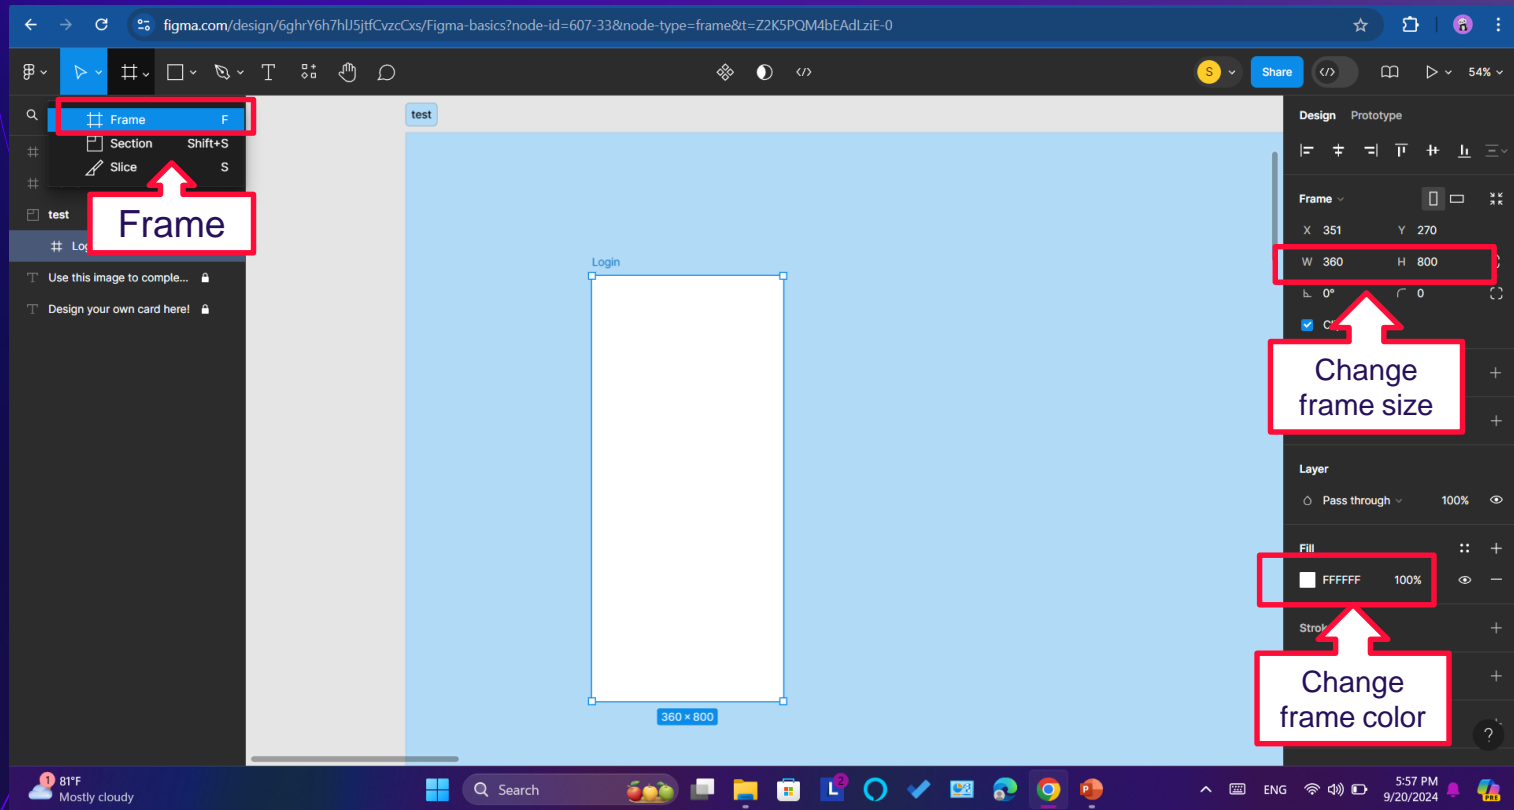 figma.com/design/6ghrY6h7hlJ5jtfCvzcCxs/Figma-basics?node-id=607-33&node-type=frame&t=Z2K5PQM4bEAdLziE-0
S
Share
54%
Frame F
Section Shift+S
Slice S
Frame
test
Use this image to comple...
Design your own card here!
test
Login
360 × 800
Design Prototype
Frame
X 351 Y 270
W 360 H 800
0° 0
Change
frame size
Layer
Pass through 100%
Fill
FFFFFF 100%
Change
frame color
?
1
81°F
Mostly cloudy
Search
L 2
P
ENG
5:57 PM
9/20/2024
PRE